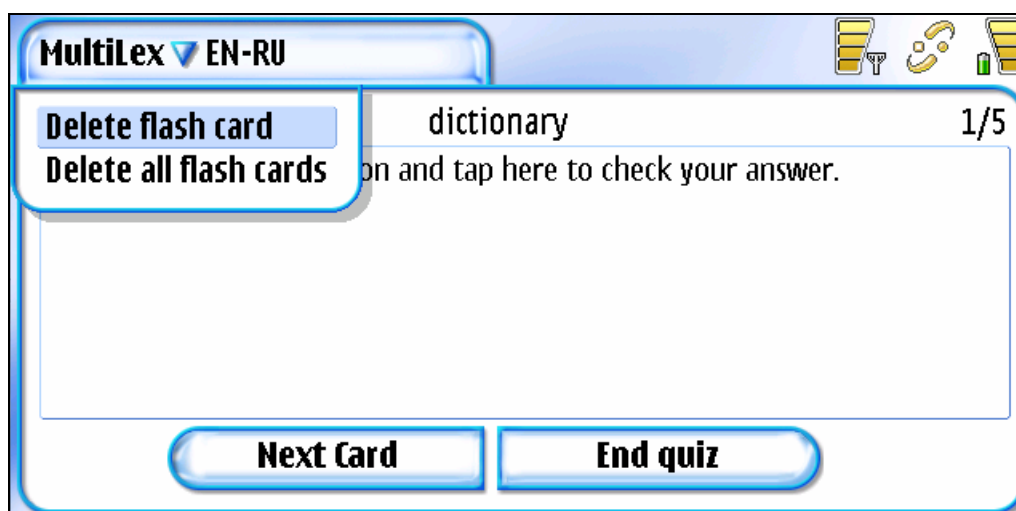 MultiLex EN-RU
Delete flash card
dictionary 1/5
Delete all flash cards
on and tap here to check your answer.
Next Card End quiz